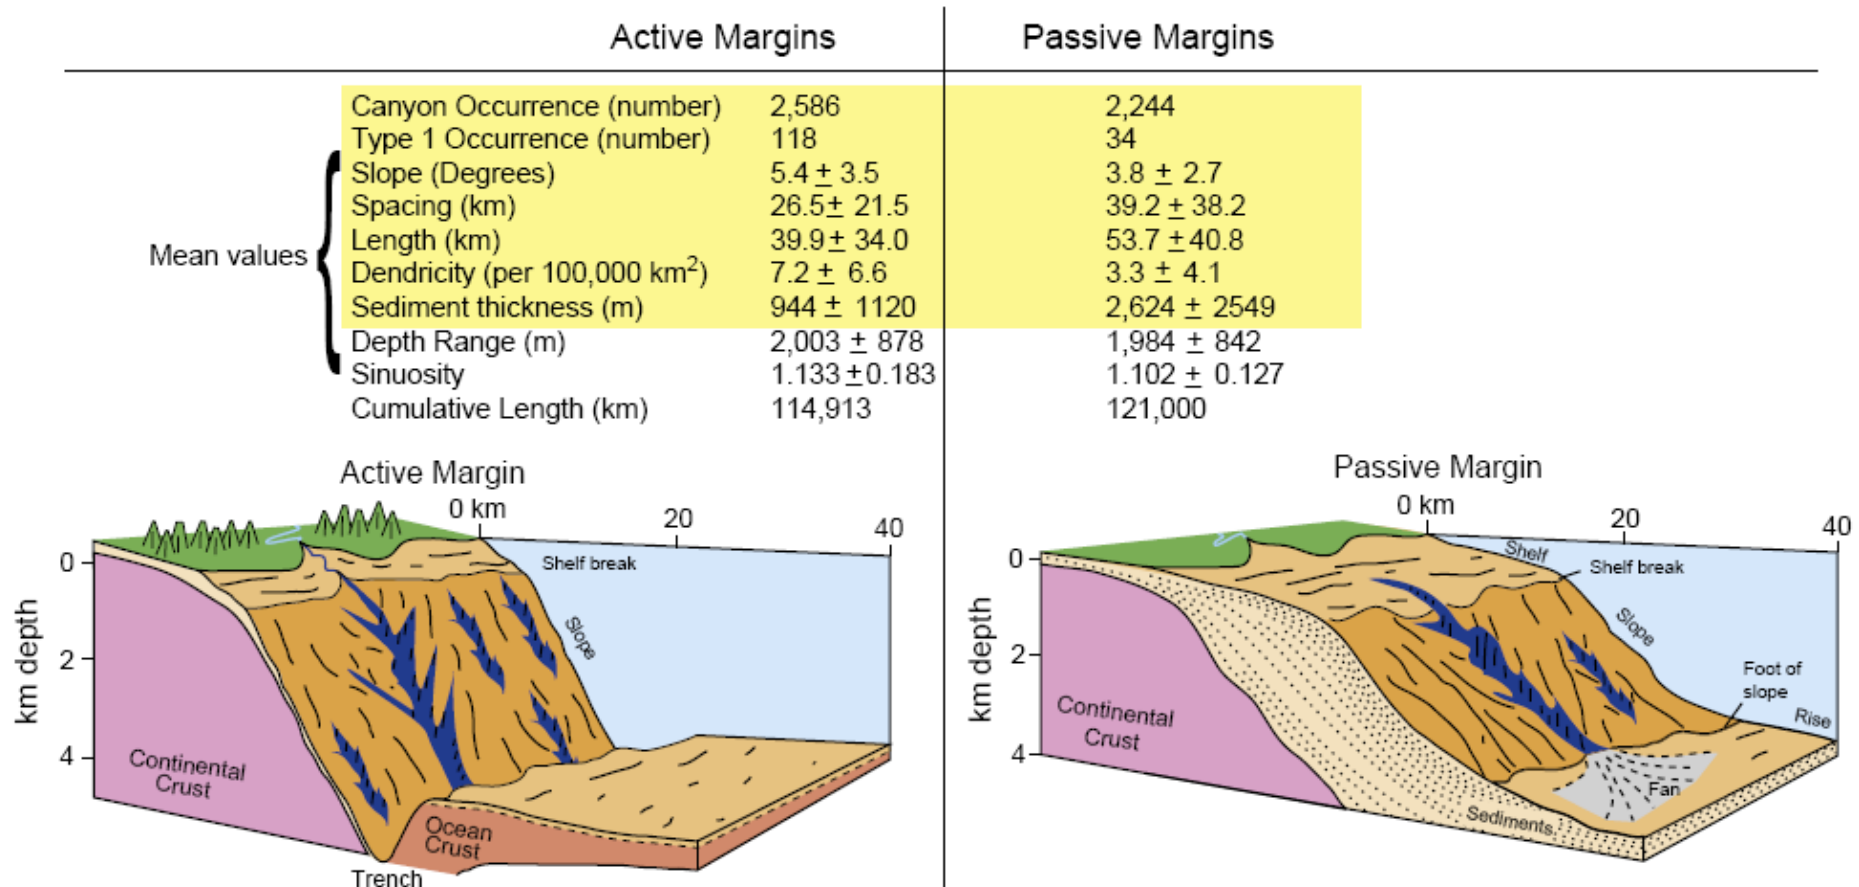 Active Margins Passive Margins
Canyon Occurrence (number) 2,586 2,244
Type 1 Occurrence (number) 118 34
Slope (Degrees) 5.4 ± 3.5 3.8 ± 2.7
Spacing (km) 26.5 ± 21.5 39.2 ± 38.2
Mean values
Length (km) 39.9 ± 34.0 53.7 ± 40.8
Dendricity (per 100,000 km²) 7.2 ± 6.6 3.3 ± 4.1
Sediment thickness (m) 944 ± 1120 2,624 ± 2549
Depth Range (m) 2,003 ± 878 1,984 ± 842
Sinuosity 1.133 ± 0.183 1.102 ± 0.127
Cumulative Length (km) 114,913 121,000
Active Margin
0 km 20 40
Shelf break
Slope
0
2
4
km depth
Continental
Crust
Ocean
Crust
Trench
Passive Margin
0 km 20 40
Shelf
Shelf break
Slope
Foot of
slope
Rise
0
2
4
km depth
Continental
Crust
Fan
Sediments